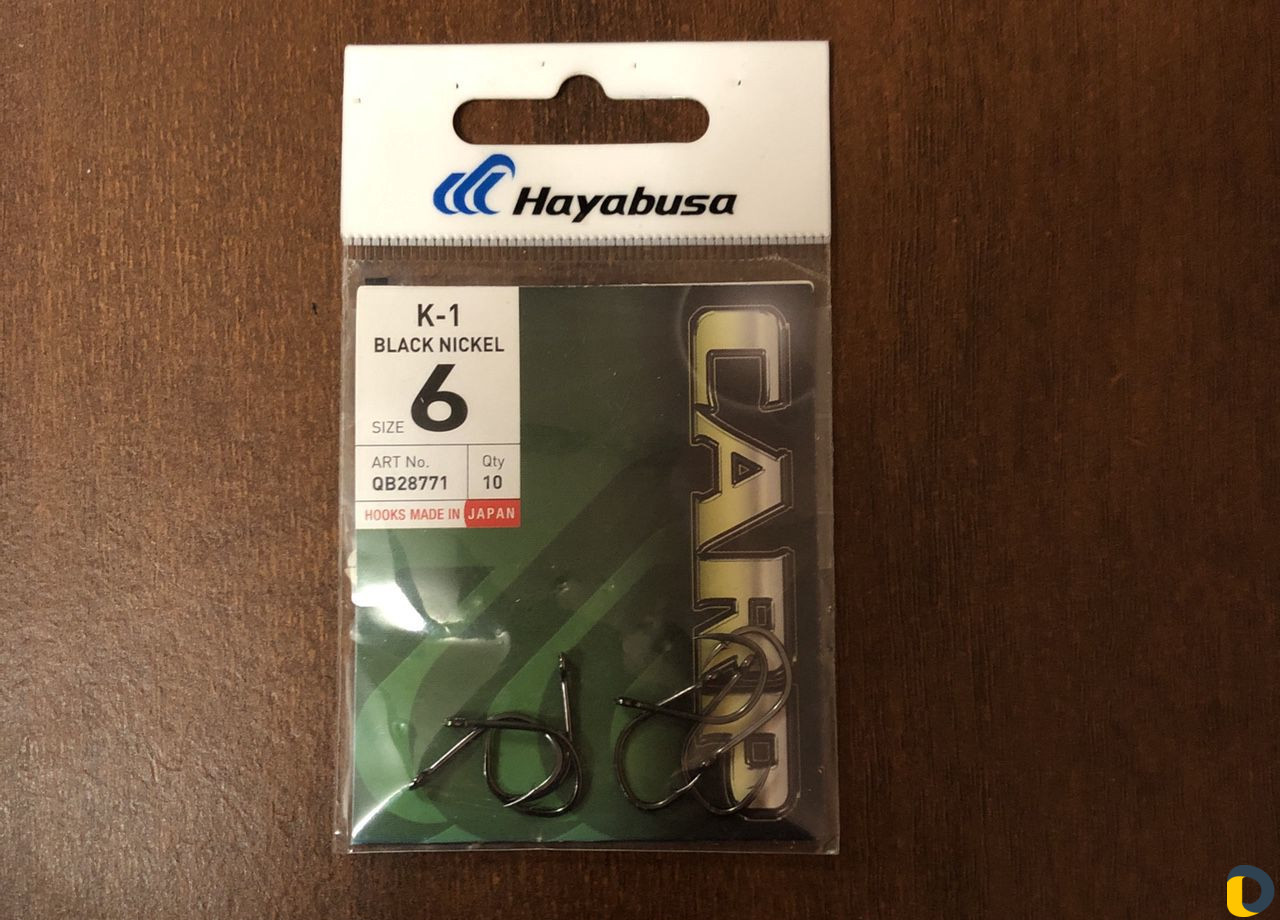 Hayabusa
K-1
BLACK NICKEL
SIZE 6
ART No.
QB28771
Qty
10
HOOKS MADE IN JAPAN
CARP